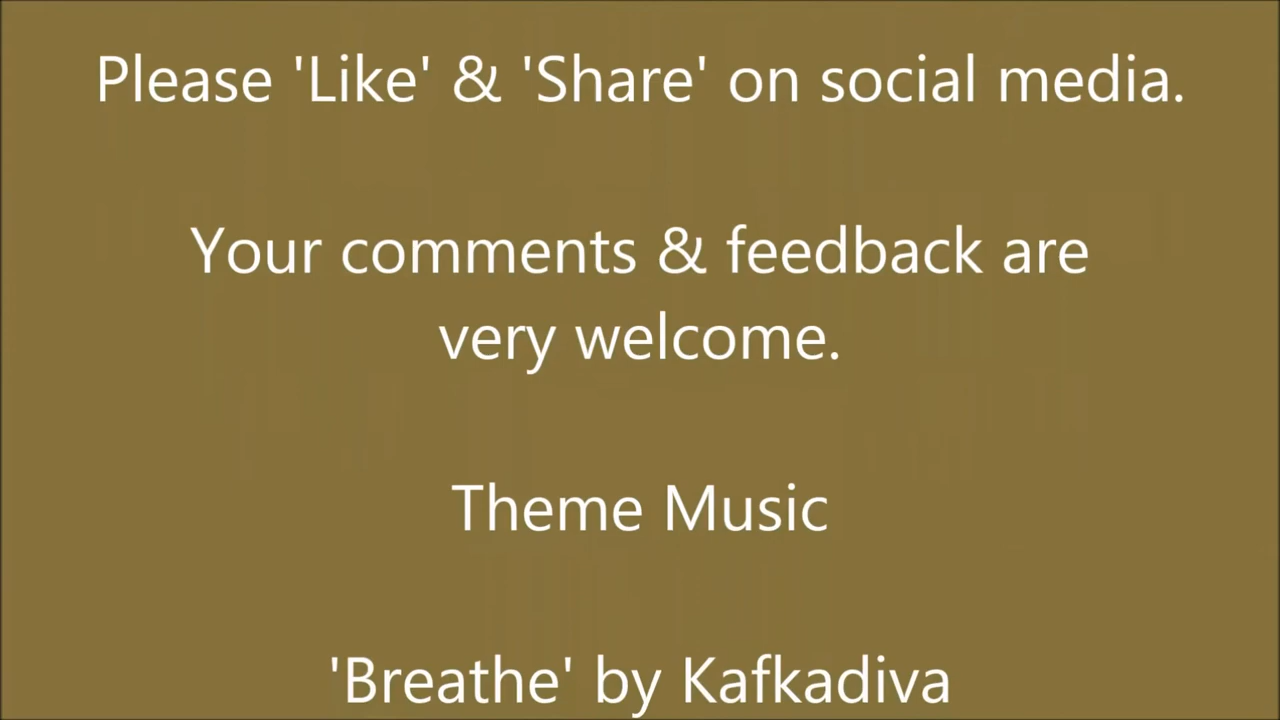 Please 'Like' & 'Share' on social media.
Your comments & feedback are
very welcome.
Theme Music
'Breathe' by Kafkadiva